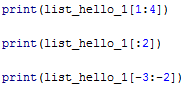 print(list_hello_1[1:4])
print(list_hello_1[:2])
print(list_hello_1[-3:-2])